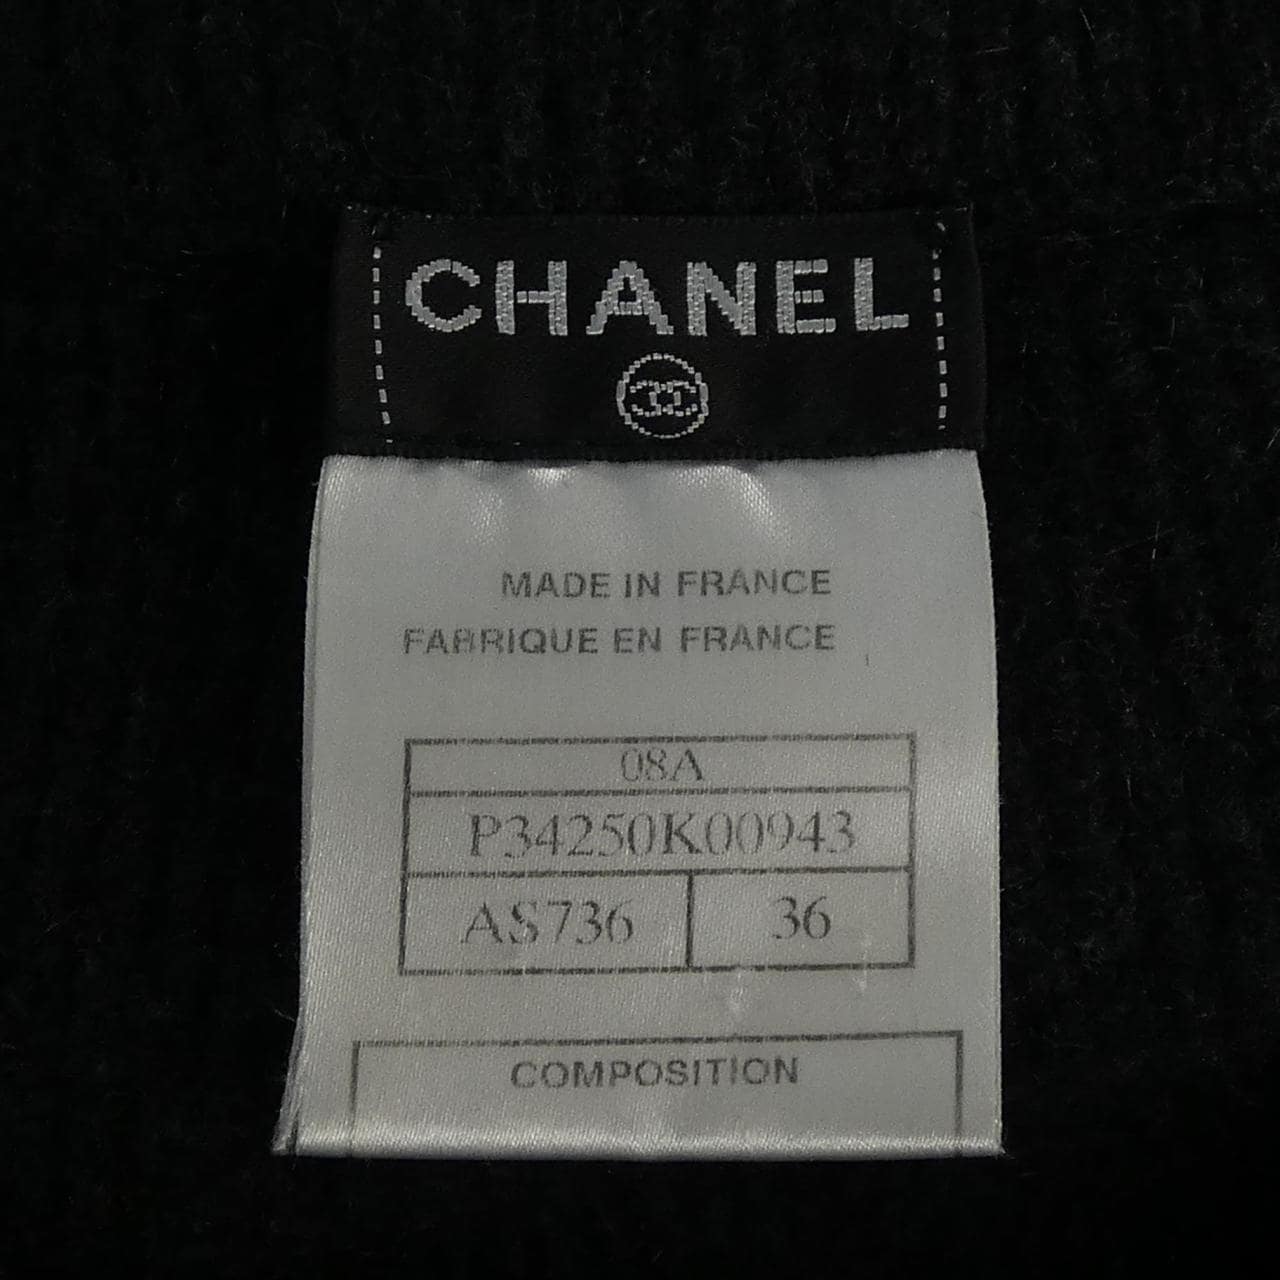 CHANEL
MADE IN FRANCE
FABRIQUE EN FRANCE
08A
P34250K00943
AS736 36
COMPOSITION